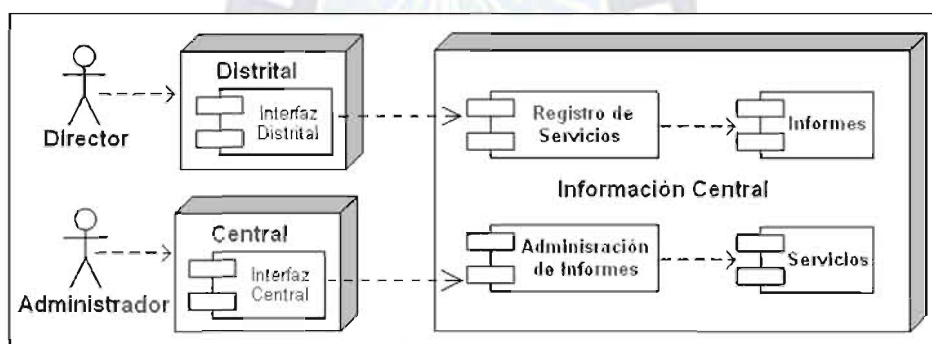 Distrital
Interfaz
Distrital
Director
Registro de
Servicios
Informes
Información Central
Central
Interfaz
Central
Administrador
Administración
de Informes
Servicios